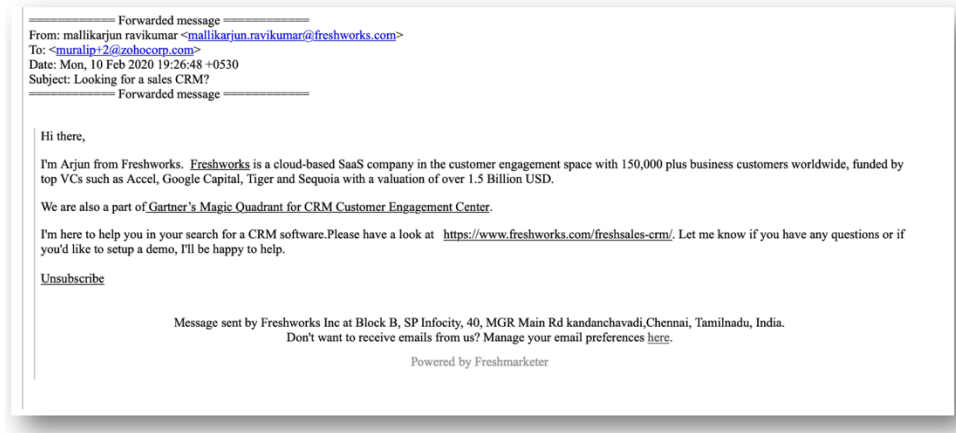 ============ Forwarded message ============
From: mallikarjun ravikumar <mallikarjun.ravikumar@freshworks.com>
To: <muralip+2@zohocorp.com>
Date: Mon, 10 Feb 2020 19:26:48 +0530
Subject: Looking for a sales CRM?
============ Forwarded message ============
Hi there,
I'm Arjun from Freshworks.  Freshworks is a cloud-based SaaS company in the customer engagement space with 150,000 plus business customers worldwide, funded by
top VCs such as Accel, Google Capital, Tiger and Sequoia with a valuation of over 1.5 Billion USD.
We are also a part of Gartner's Magic Quadrant for CRM Customer Engagement Center.
I'm here to help you in your search for a CRM software.Please have a look at  https://www.freshworks.com/freshsales-crm/. Let me know if you have any questions or if
you'd like to setup a demo, I'll be happy to help.
Unsubscribe
Message sent by Freshworks Inc at Block B, SP Infocity, 40, MGR Main Rd kandanchavadi,Chennai, Tamilnadu, India.
Don't want to receive emails from us? Manage your email preferences here.
Powered by Freshmarketer